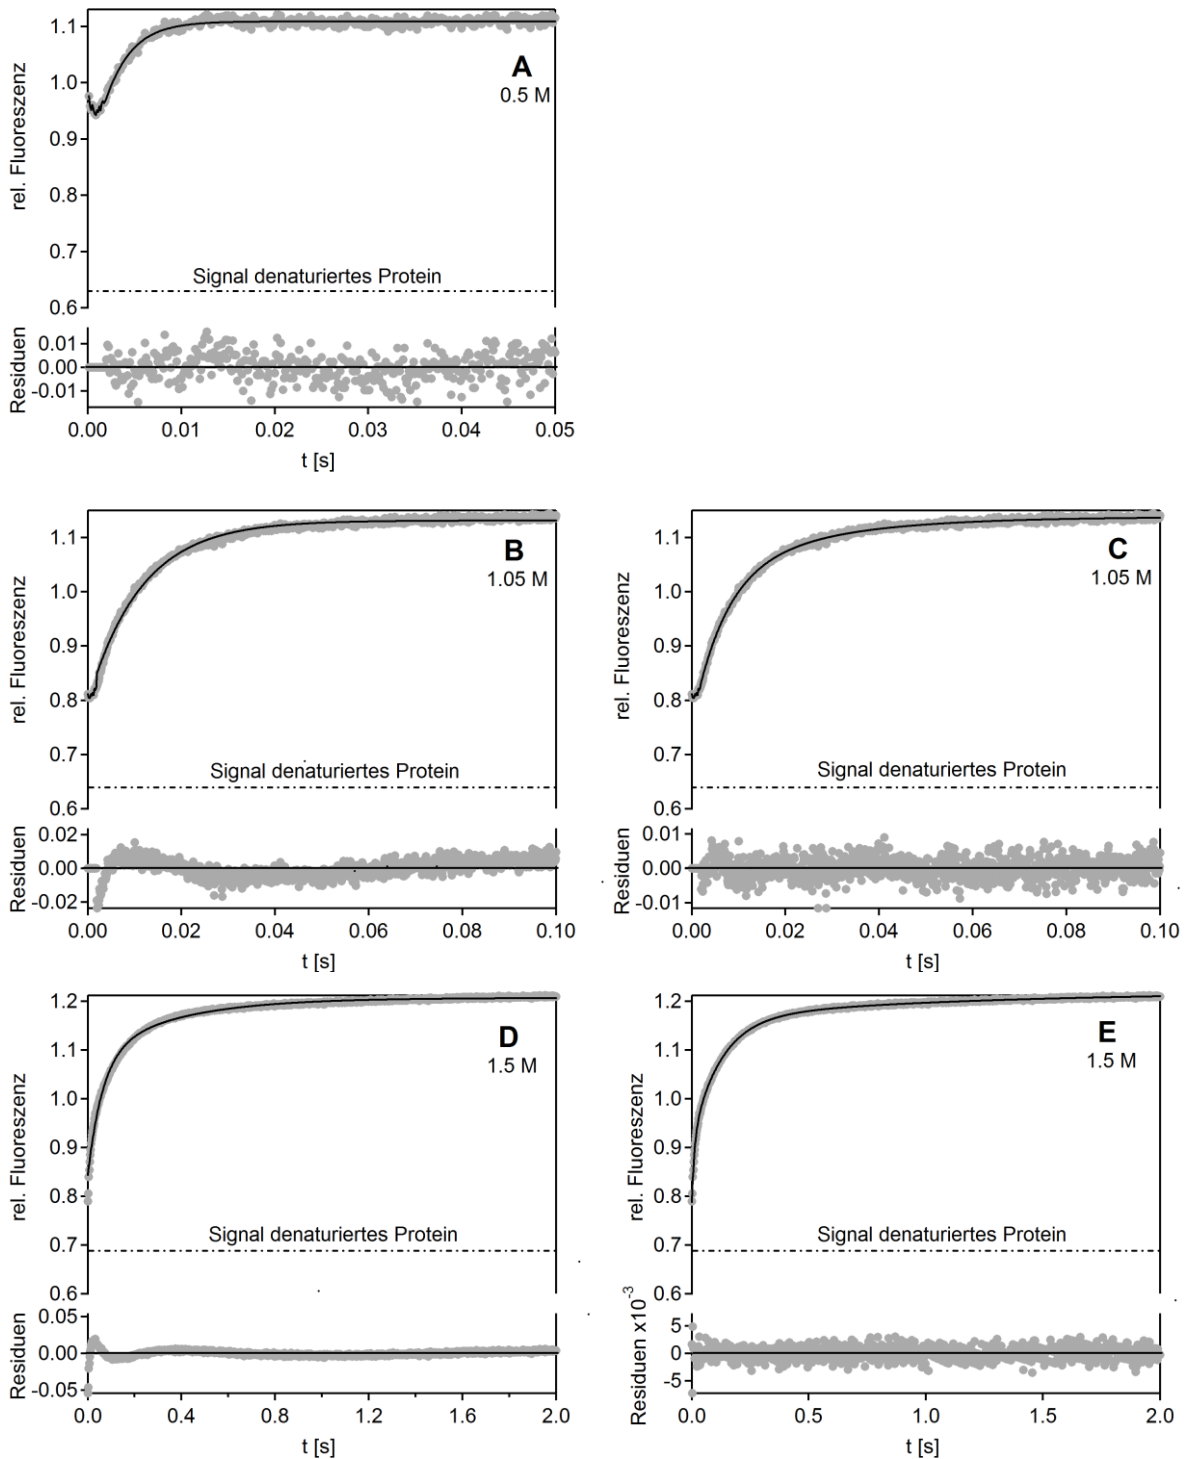 1.1
1.0
0.9
0.8
0.7
0.6
rel. Fluoreszenz
A
0.5 M
Signal denaturiertes Protein
0.01
0.00
-0.01
Residuen
0.00 0.01 0.02 0.03 0.04 0.05
t [s]
1.1
1.0
0.9
0.8
0.7
0.6
rel. Fluoreszenz
B
1.05 M
Signal denaturiertes Protein
0.02
0.00
-0.02
Residuen
0.00 0.02 0.04 0.06 0.08 0.10
t [s]
1.1
1.0
0.9
0.8
0.7
0.6
rel. Fluoreszenz
C
1.05 M
Signal denaturiertes Protein
0.01
0.00
-0.01
Residuen
0.00 0.02 0.04 0.06 0.08 0.10
t [s]
1.2
1.1
1.0
0.9
0.8
0.7
0.6
rel. Fluoreszenz
D
1.5 M
Signal denaturiertes Protein
0.05
0.00
-0.05
Residuen
0.0 0.4 0.8 1.2 1.6 2.0
t [s]
1.2
1.1
1.0
0.9
0.8
0.7
0.6
rel. Fluoreszenz
E
1.5 M
Signal denaturiertes Protein
5
0
-5
Residuen x10⁻³
0.0 0.5 1.0 1.5 2.0
t [s]